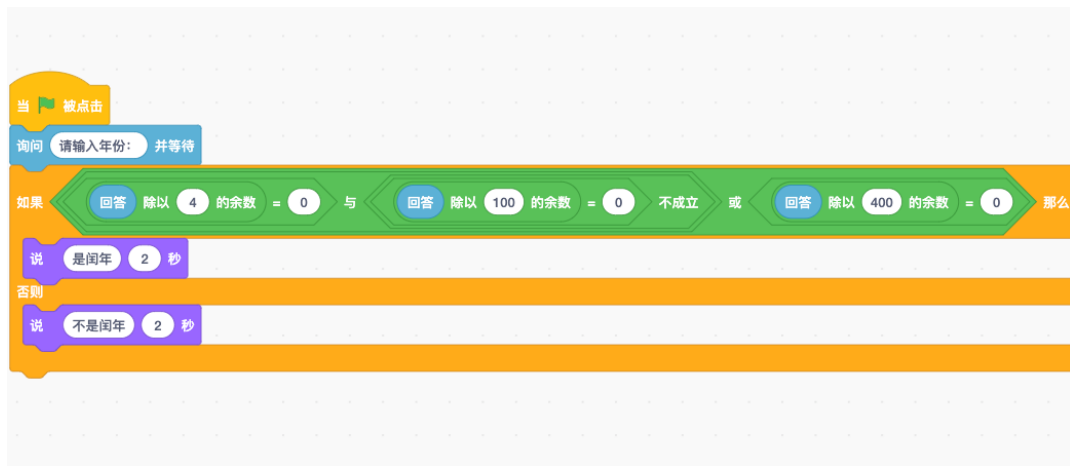 当 被点击
询问 请输入年份： 并等待
如果 回答 除以 4 的余数 = 0 与 回答 除以 100 的余数 = 0 不成立 或 回答 除以 400 的余数 = 0 那么
说 是闰年 2 秒
否则
说 不是闰年 2 秒